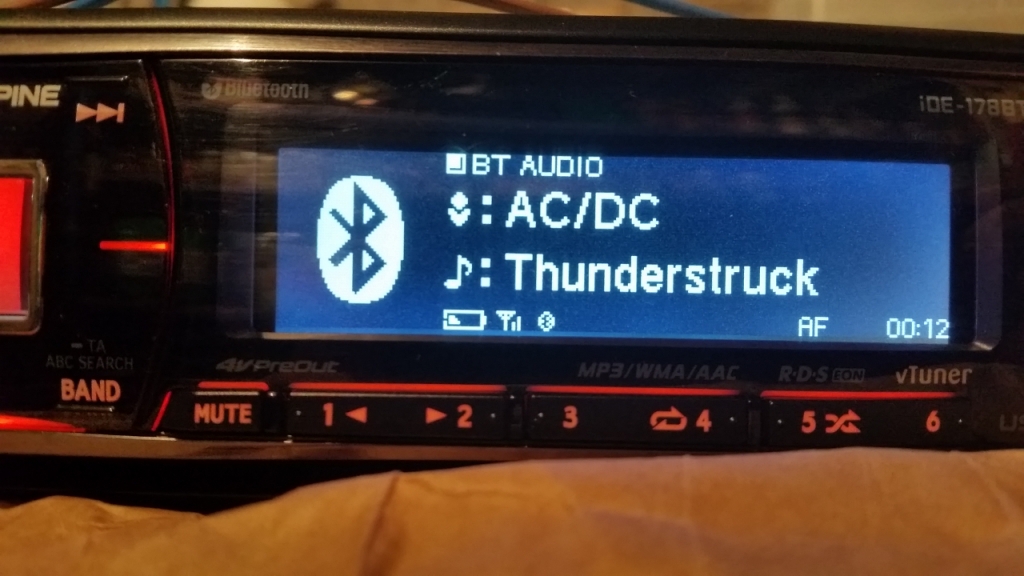 PINE
Bluetooth
iDE-178BT
BT AUDIO
: AC/DC
: Thunderstruck
AF 00:12
TA
ABC SEARCH
BAND
4V PreOut
MP3/WMA/AAC
R·D·S EON
vTuner
MUTE 1 2 3 4 5 6